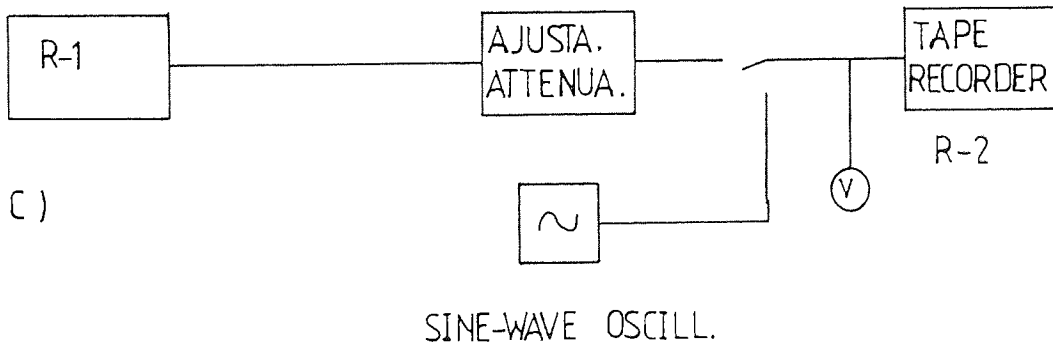 R-1
AJUSTA.
ATTENUA.
TAPE
RECORDER
R-2
V
C)
~
SINE-WAVE OSCILL.